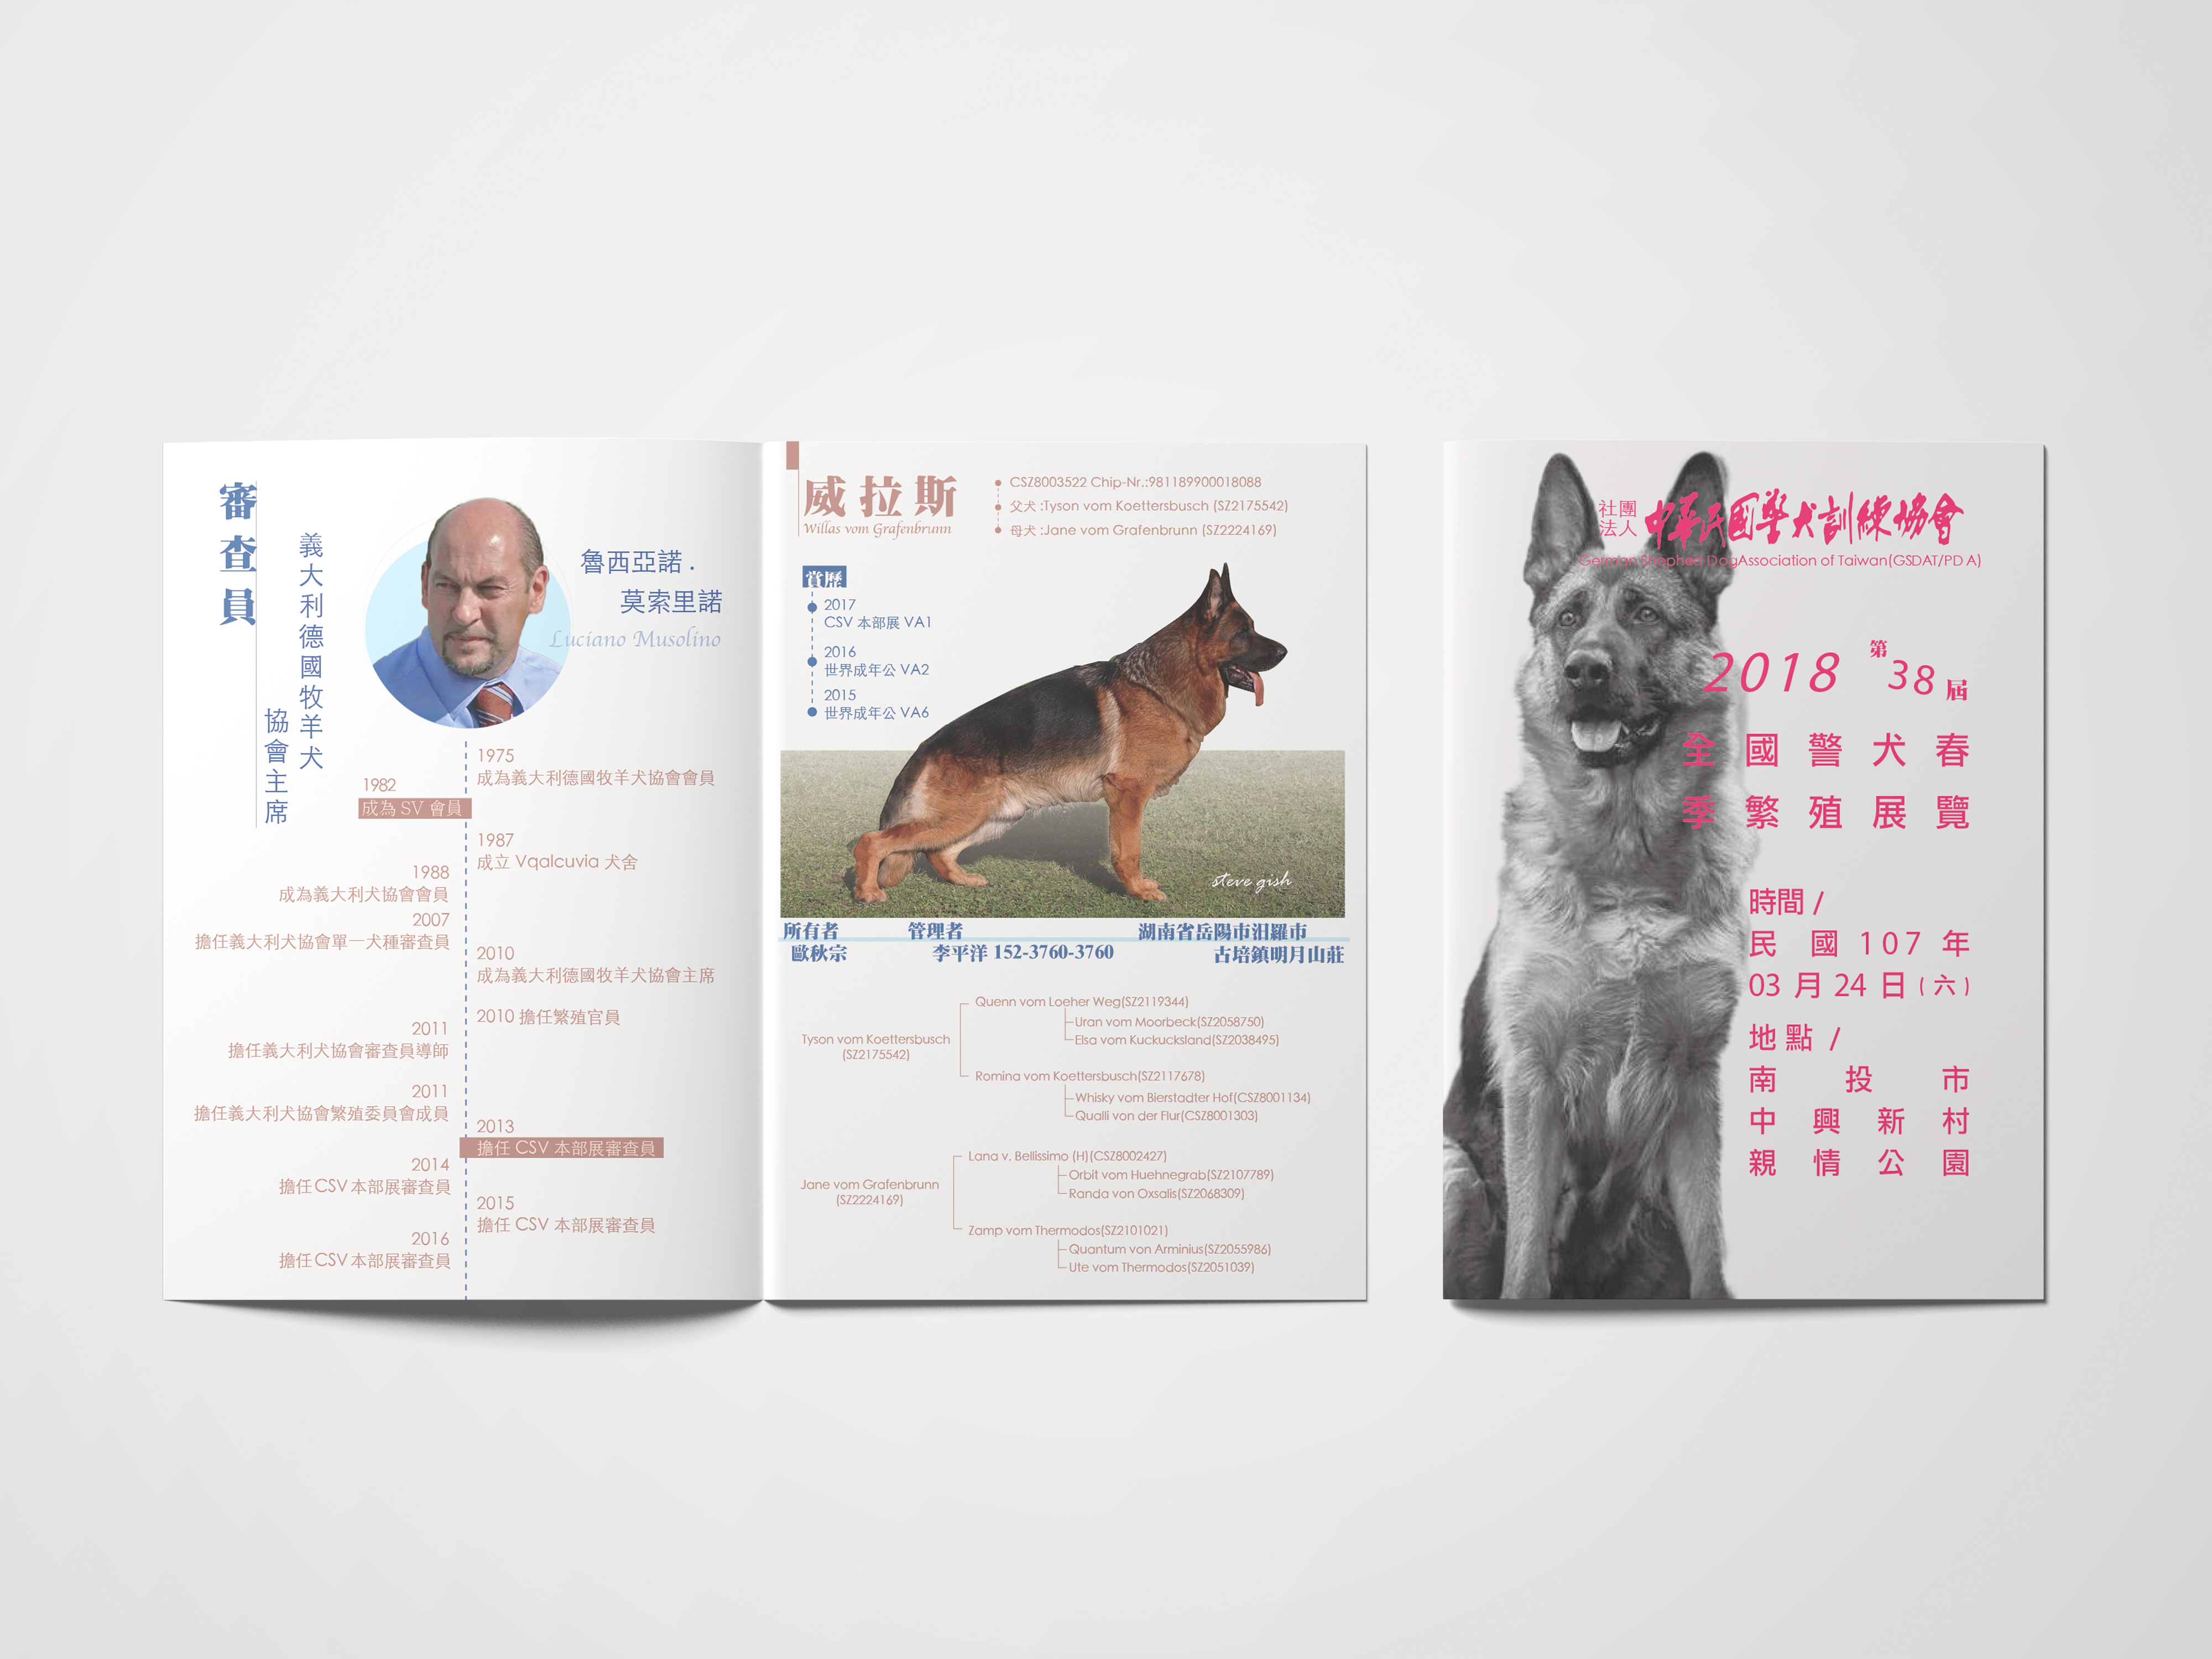 審查員
義大利德國牧羊犬
協會主席
魯西亞諾．
莫索里諾
Luciano Musolino
1975
成為義大利德國牧羊犬協會會員
1982
成為 SV 會員
1987
成立 Vqalcuvia 犬舍
1988
成為義大利犬協會會員
2007
擔任義大利犬協會單一犬種審查員
2010
成為義大利德國牧羊犬協會主席
2010 擔任繁殖官員
2011
擔任義大利犬協會審查員導師
2011
擔任義大利犬協會繁殖委員會成員
2013
擔任 CSV 本部展審查員
2014
擔任 CSV 本部展審查員
2015
擔任 CSV 本部展審查員
2016
擔任 CSV 本部展審查員
威拉斯
Willas vom Grafenbrunn
CSZ8003522 Chip-Nr.:981189900018088
父犬 :Tyson vom Koettersbusch (SZ2175542)
母犬 :Jane vom Grafenbrunn (SZ2224169)
賞歷
2017
CSV 本部展 VA1
2016
世界成年公 VA2
2015
世界成年公 VA6
steve gish
所有者 管理者 湖南省岳陽市汨羅市
歐秋宗 李平洋 152-3760-3760 古培鎮明月山莊
Quenn vom Loeher Weg(SZ2119344)
Uran vom Moorbeck(SZ2058750)
Elsa vom Kuckucksland(SZ2038495)
Tyson vom Koettersbusch
(SZ2175542)
Romina vom Koettersbusch(SZ2117678)
Whisky vom Bierstadter Hof(CSZ8001134)
Qualli von der Flur(CSZ8001303)
Lana v. Bellissimo (H)(CSZ8002427)
Orbit vom Huehnegrab(SZ2107789)
Randa von Oxsalis(SZ2068309)
Jane vom Grafenbrunn
(SZ2224169)
Zamp vom Thermodos(SZ2101021)
Quantum von Arminius(SZ2055986)
Ute vom Thermodos(SZ2051039)
社團
法人
中華民國警犬訓練協會
German Shephed DogAssociation of Taiwan(GSDAT/PD A)
2018 第38屆
全國警犬春
季繁殖展覽
時間 /
民國 107 年
03 月 24 日 (六)
地點 /
南投市
中興新村
親情公園